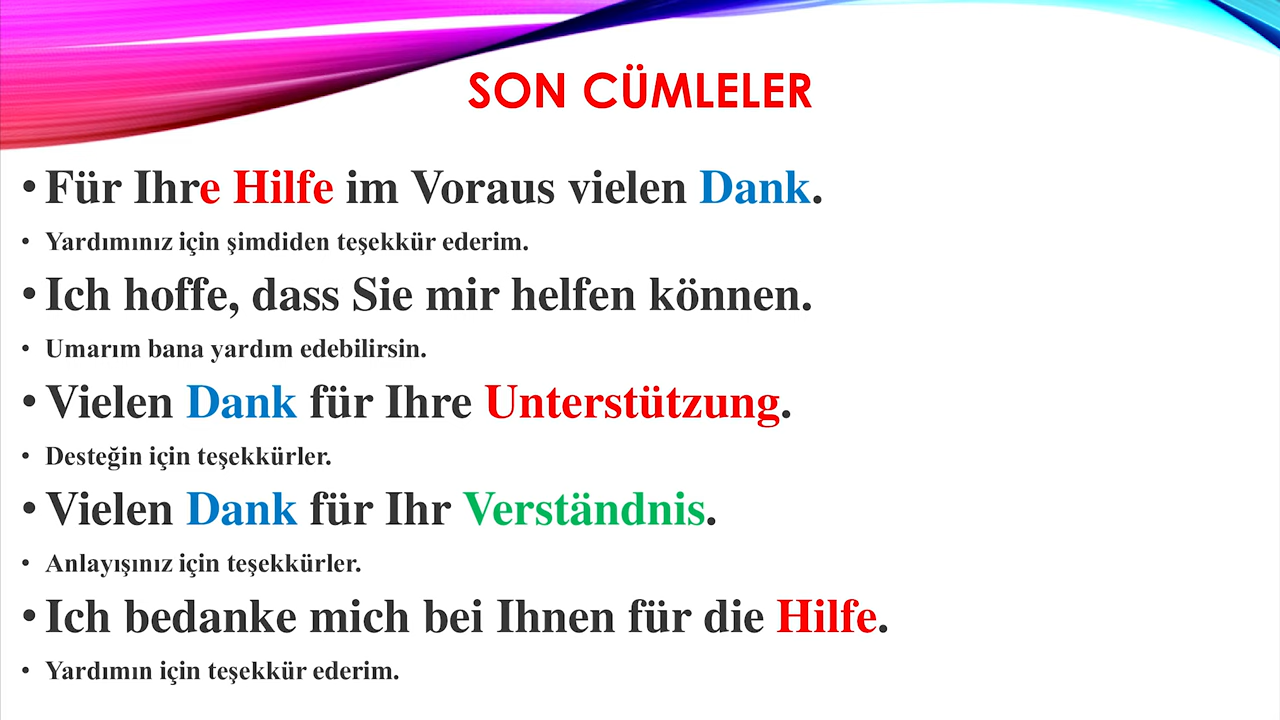 SON CÜMLELER
• Für Ihre Hilfe im Voraus vielen Dank.
• Yardımınız için şimdiden teşekkür ederim.
• Ich hoffe, dass Sie mir helfen können.
• Umarım bana yardım edebilirsin.
• Vielen Dank für Ihre Unterstützung.
• Desteğin için teşekkürler.
• Vielen Dank für Ihr Verständnis.
• Anlayışınız için teşekkürler.
• Ich bedanke mich bei Ihnen für die Hilfe.
• Yardımın için teşekkür ederim.